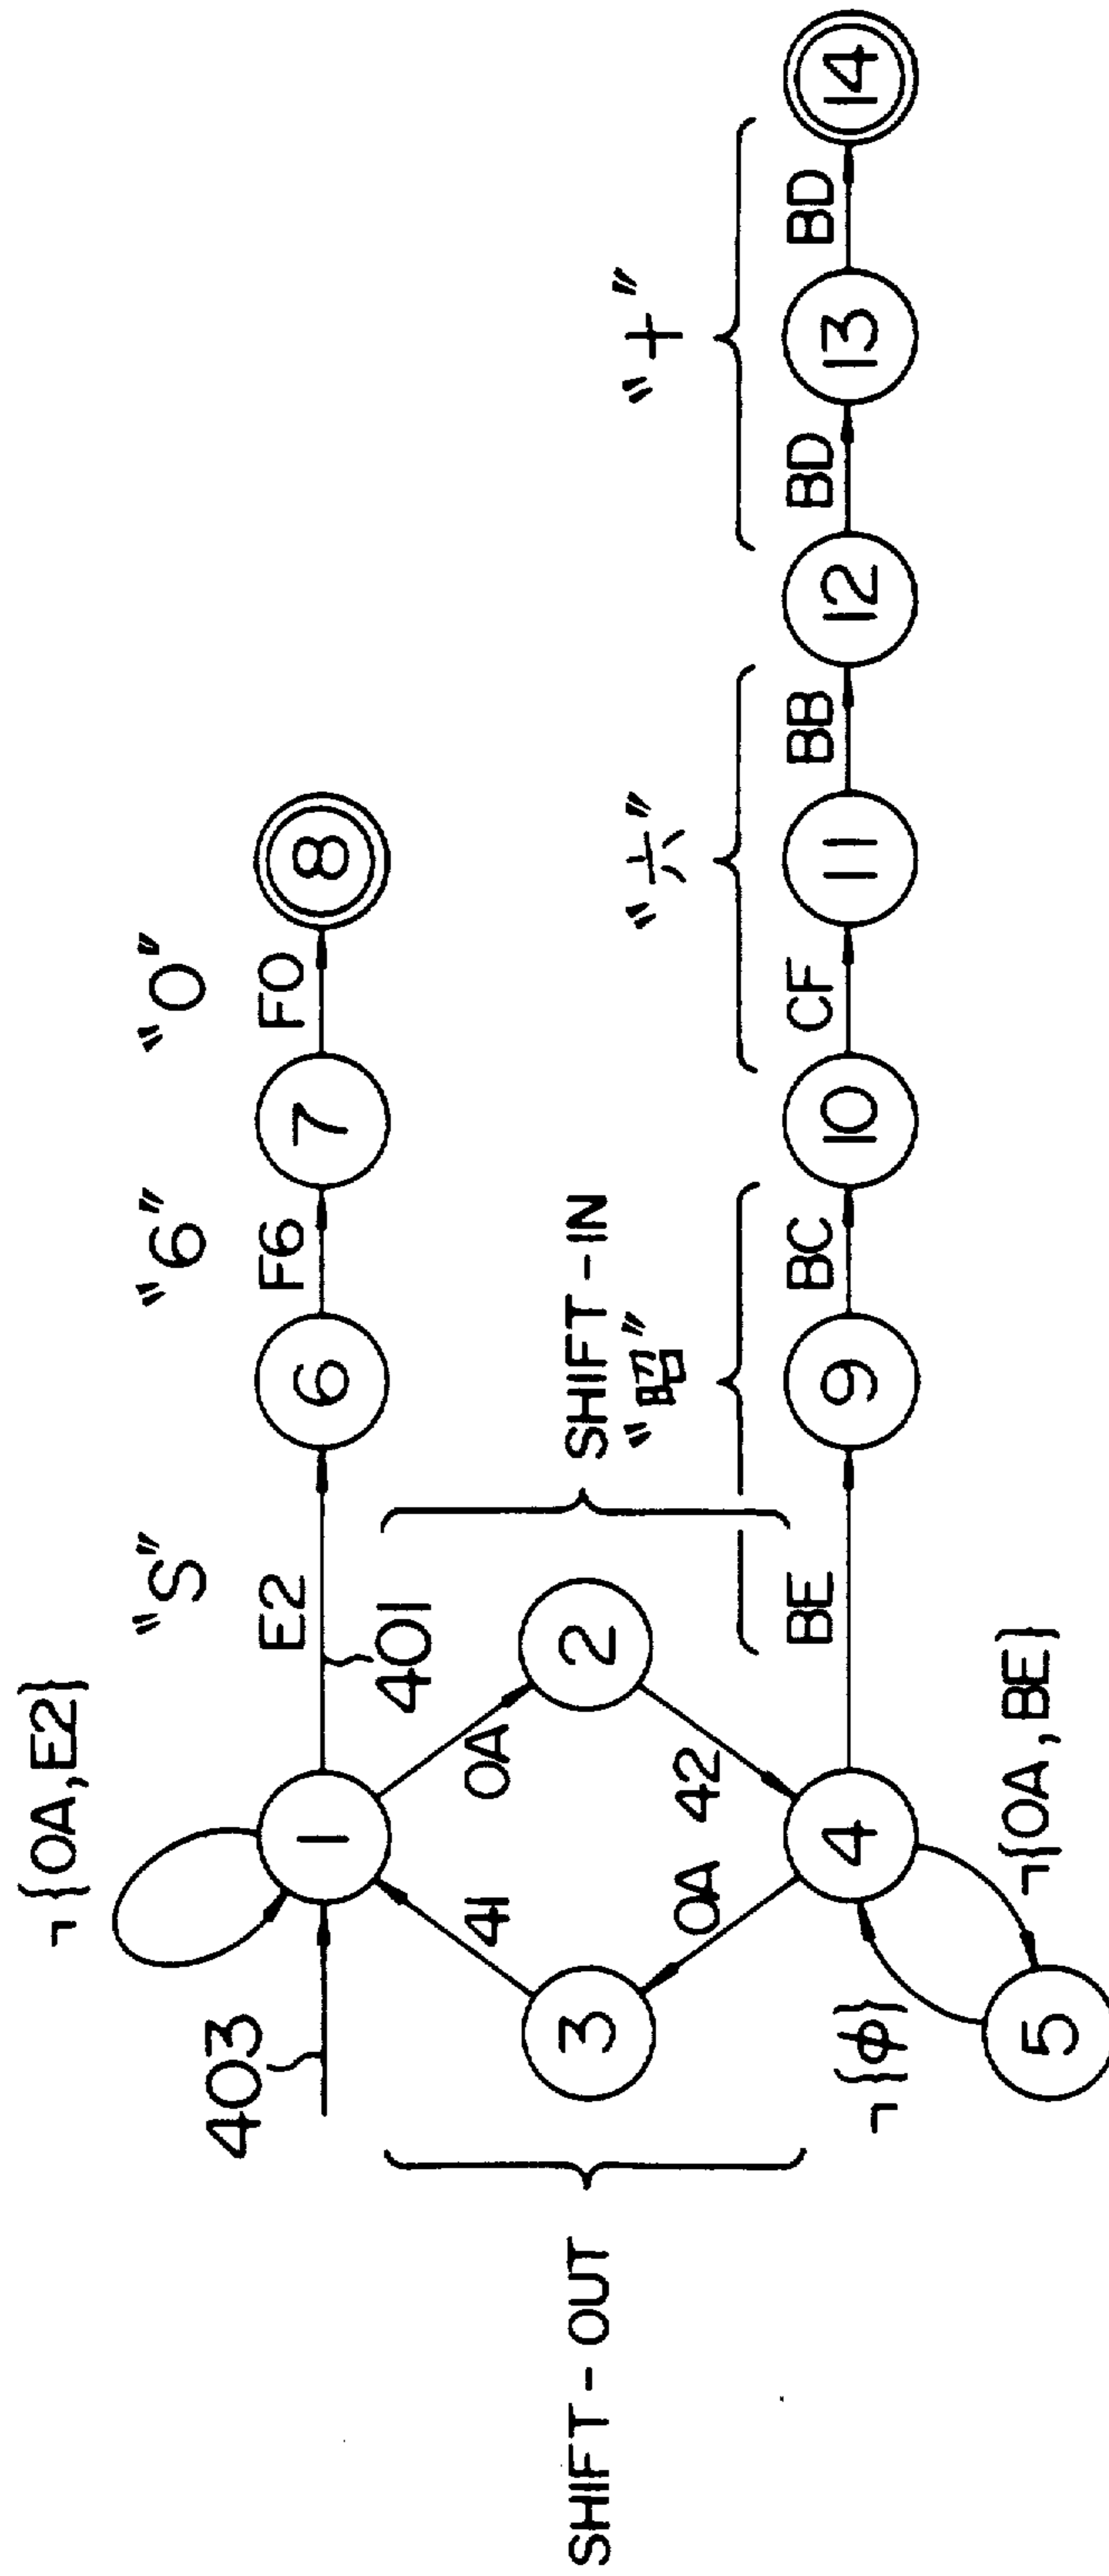 ¬{0A,E2}
"S" "6" "0"
403
E2 F6 F0
1 6 7 8
401
0A
41
SHIFT-OUT
3 2
SHIFT-IN
0A
42
"昭" "六" "十"
BE BC CF BB BD BD
4 9 10 11 12 13 14
¬{φ}
¬{0A,BE}
5